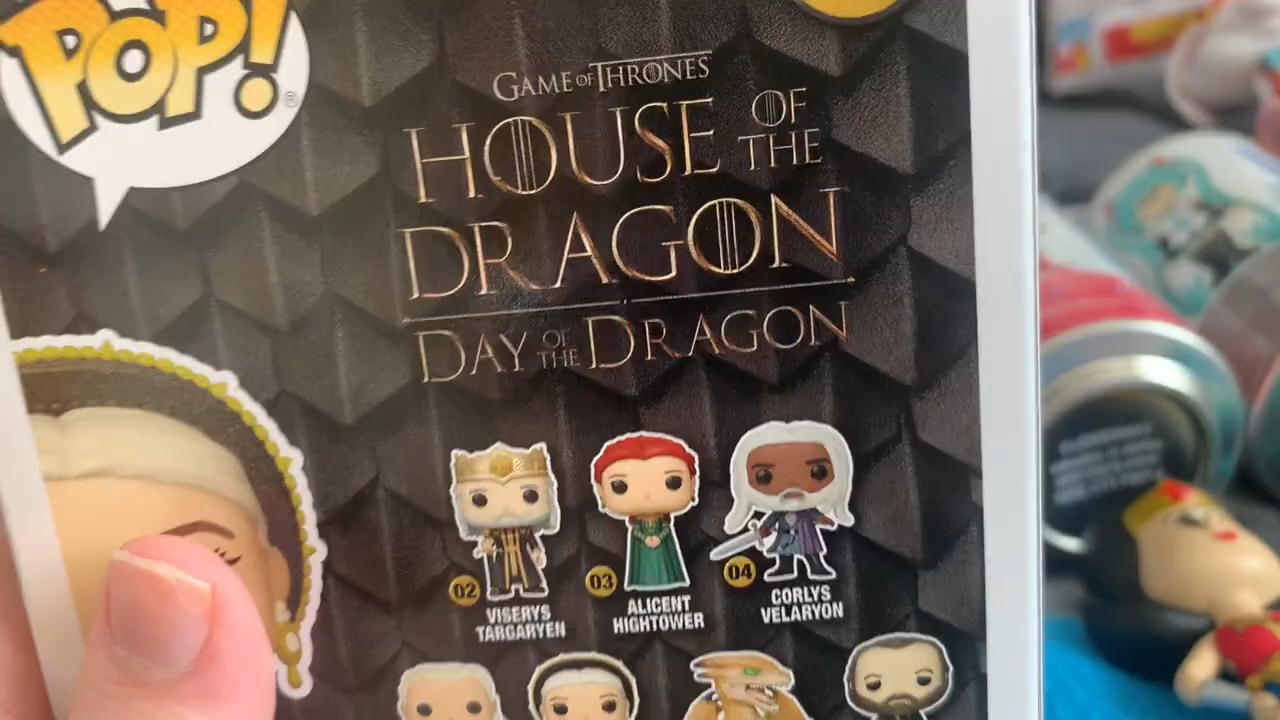 POP!
®
GAME OF THRONES
HOUSE OF THE
DRAGON
DAY OF THE DRAGON
02
VISERYS
TARGARYEN
03
ALICENT
HIGHTOWER
04
CORLYS
VELARYON